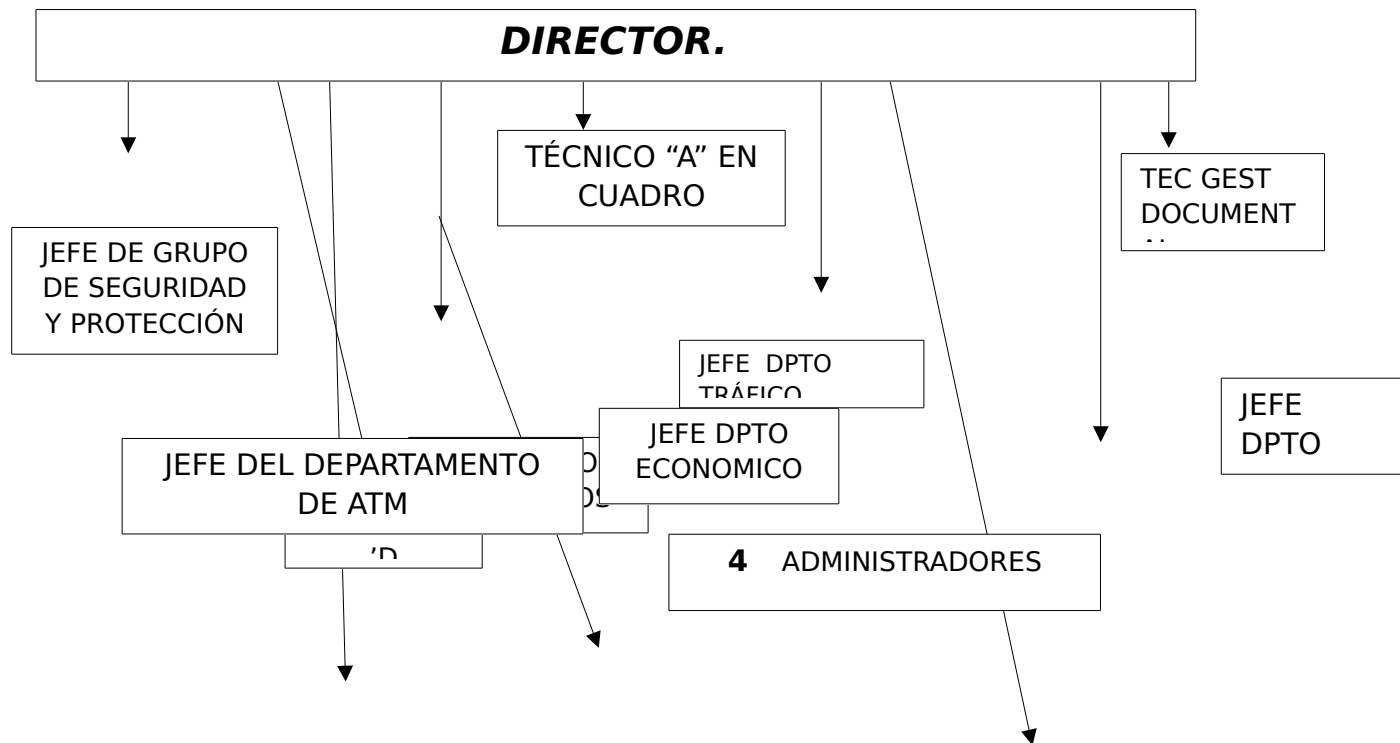 DIRECTOR.
TÉCNICO “A” EN
CUADRO
TEC GEST
DOCUMENT
JEFE DE GRUPO
DE SEGURIDAD
Y PROTECCIÓN
JEFE DPTO
TRÁFICO
JEFE
DPTO
JEFE DPTO
ECONOMICO
JEFE DEL DEPARTAMENTO
DE ATM
4 ADMINISTRADORES